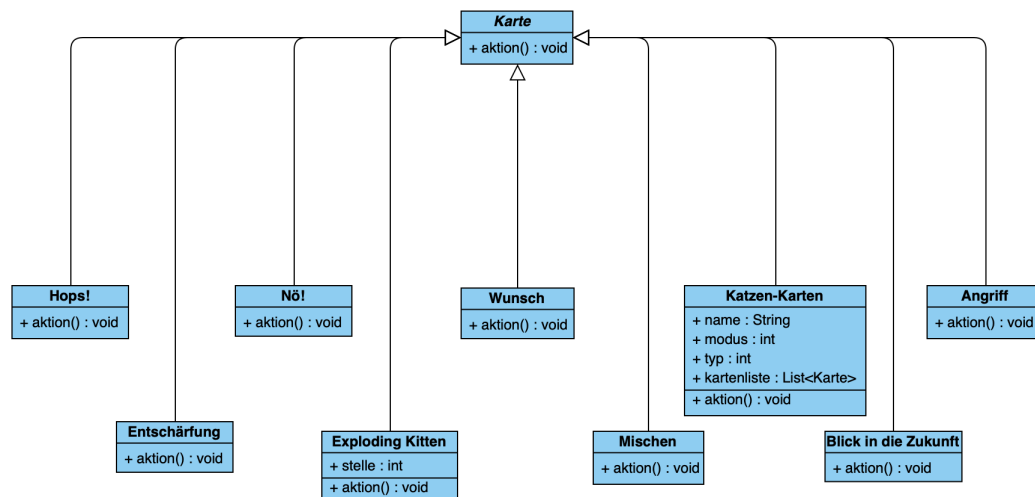 Karte
+ aktion() : void
Hops!
+ aktion() : void
Nö!
+ aktion() : void
Wunsch
+ aktion() : void
Katzen-Karten
+ name : String
+ modus : int
+ typ : int
+ kartenliste : List<Karte>
+ aktion() : void
Angriff
+ aktion() : void
Entschärfung
+ aktion() : void
Exploding Kitten
+ stelle : int
+ aktion() : void
Mischen
+ aktion() : void
Blick in die Zukunft
+ aktion() : void